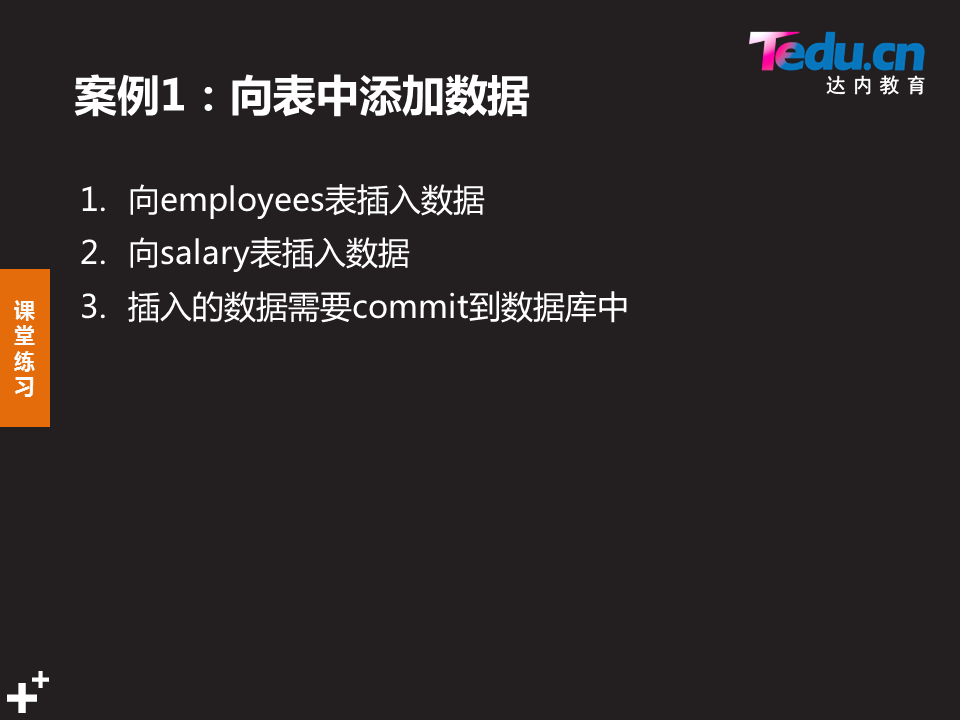 Tedu.cn
达内教育
案例1：向表中添加数据
1. 向employees表插入数据
2. 向salary表插入数据
3. 插入的数据需要commit到数据库中
课
堂
练
习